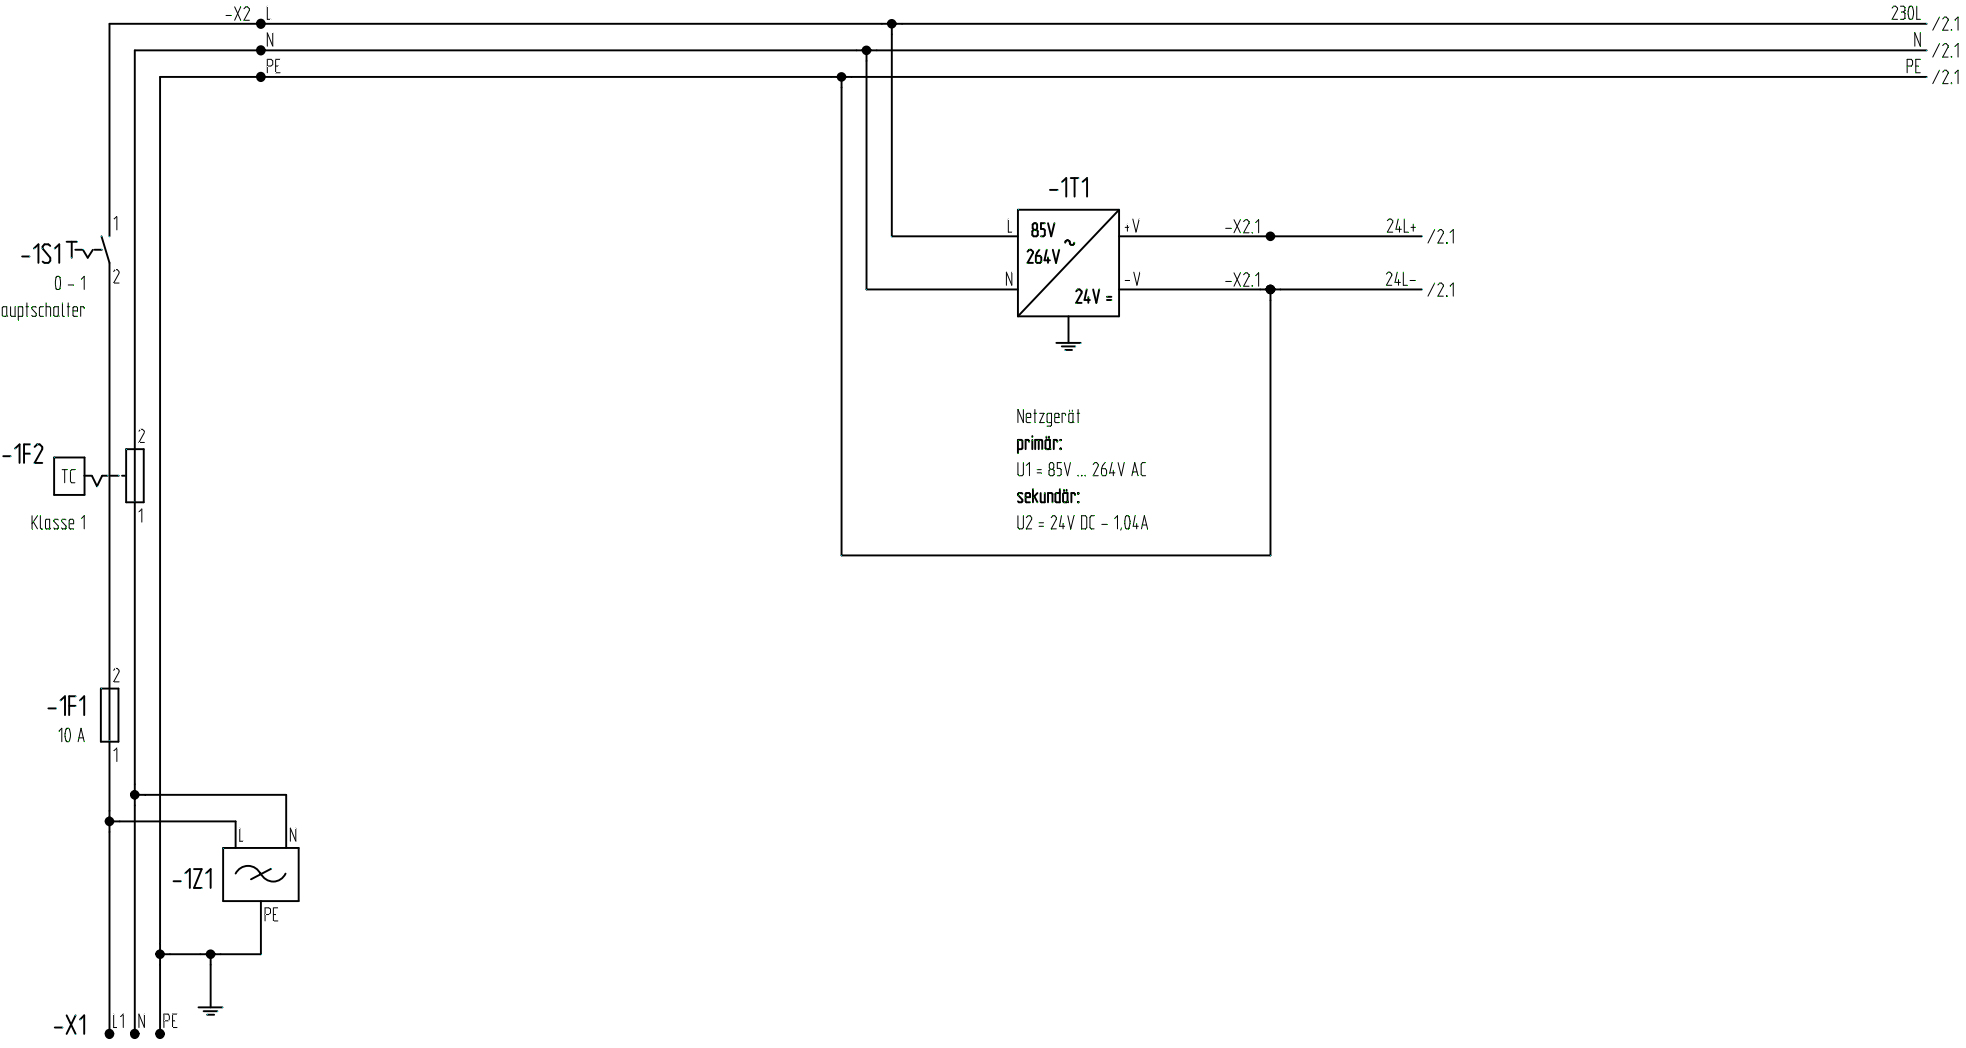 -X2 L
230L /2.1
N
N /2.1
PE
PE /2.1
-1T1
1
-1S1
2
0 - 1
auptschalter
L
85V
~
264V
N
24V =
+V
-X2.1
24L+ /2.1
-V
-X2.1
24L- /2.1
Netzgerät
primär:
U1 = 85V ... 264V AC
sekundär:
U2 = 24V DC - 1,04A
2
-1F2
TC
1
Klasse 1
2
-1F1
10 A
1
L
N
-1Z1
PE
-X1
L1
N
PE